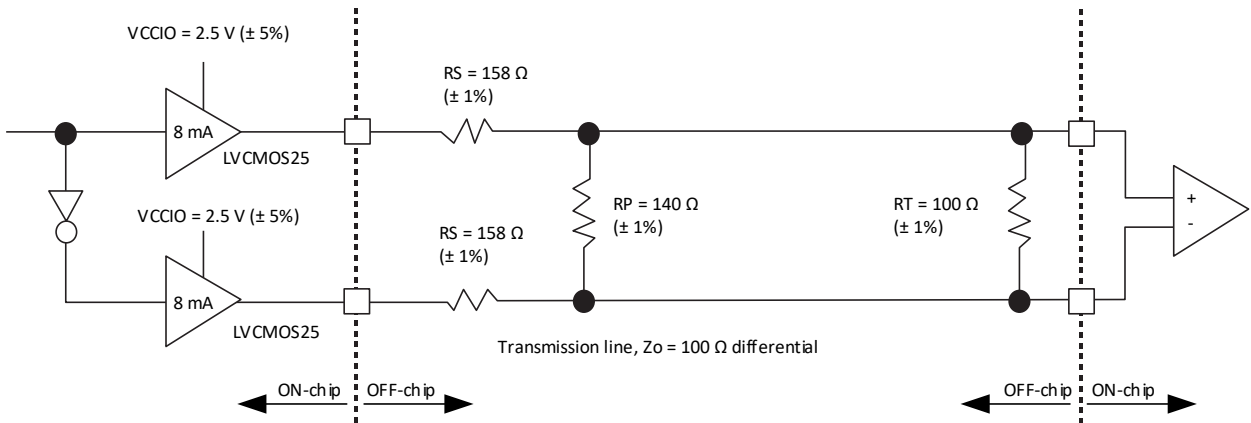 VCCIO = 2.5 V (± 5%)
RS = 158 Ω
(± 1%)
8 mA
LVCMOS25
VCCIO = 2.5 V (± 5%)
RS = 158 Ω
(± 1%)
RP = 140 Ω
(± 1%)
RT = 100 Ω
(± 1%)
+
-
8 mA
LVCMOS25
Transmission line, Zo = 100 Ω differential
ON-chip
OFF-chip
OFF-chip
ON-chip